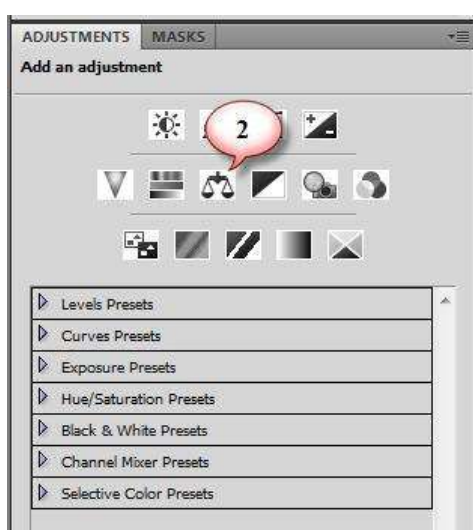 ADJUSTMENTS MASKS
Add an adjustment
2
Levels Presets
Curves Presets
Exposure Presets
Hue/Saturation Presets
Black & White Presets
Channel Mixer Presets
Selective Color Presets